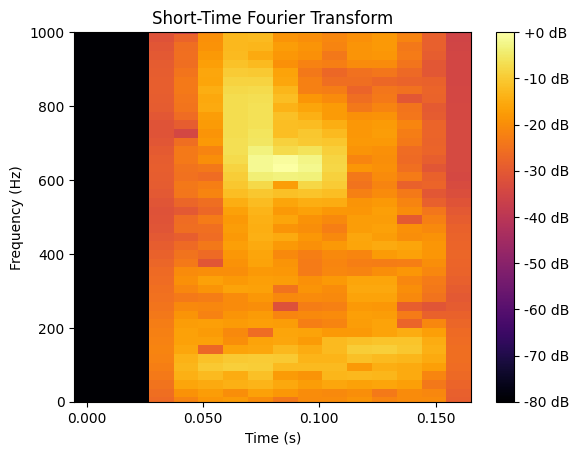 Short-Time Fourier Transform
1000
800
600
400
200
0
Frequency (Hz)
0.000
0.050
0.100
0.150
Time (s)
+0 dB
-10 dB
-20 dB
-30 dB
-40 dB
-50 dB
-60 dB
-70 dB
-80 dB